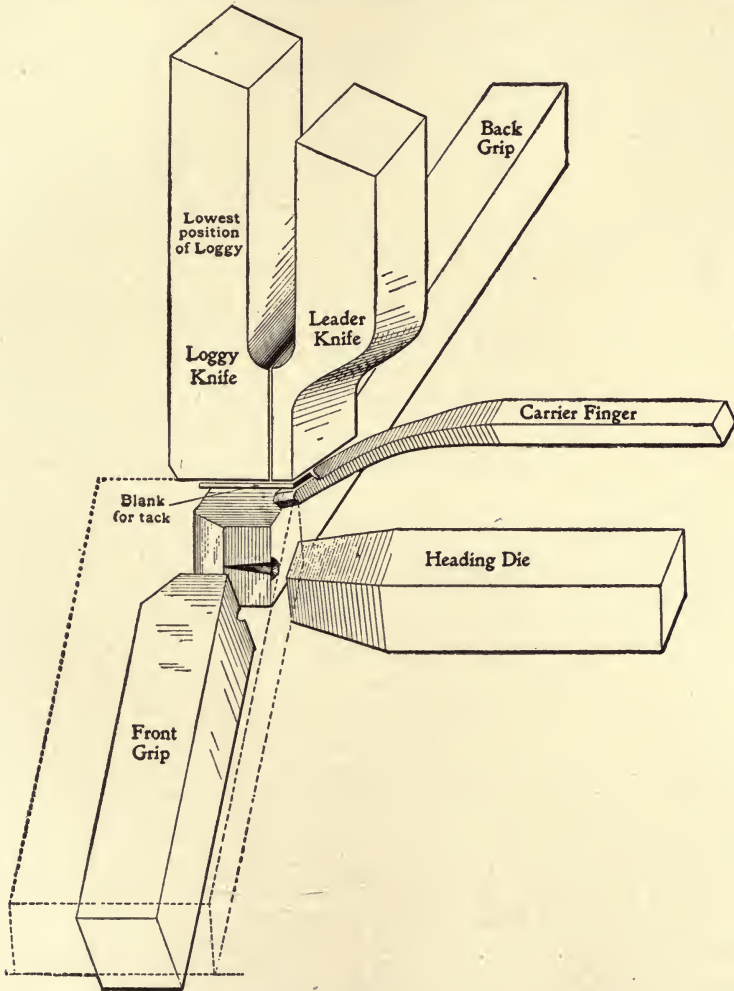 Back
Grip
Lowest
position
of Loggy
Leader
Knife
Loggy
Knife
Carrier Finger
Blank
for tack
Heading Die
Front
Grip